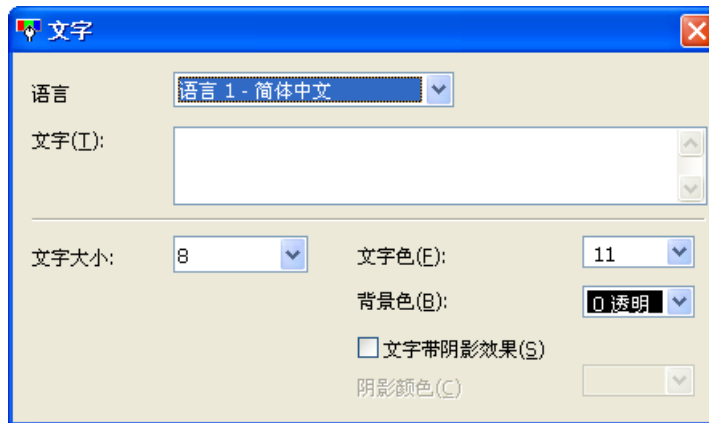 文字
语言 语言 1 - 简体中文
文字(T):
文字大小: 8 文字色(F): 11
背景色(B): 0 透明
文字带阴影效果(S)
阴影颜色(C)